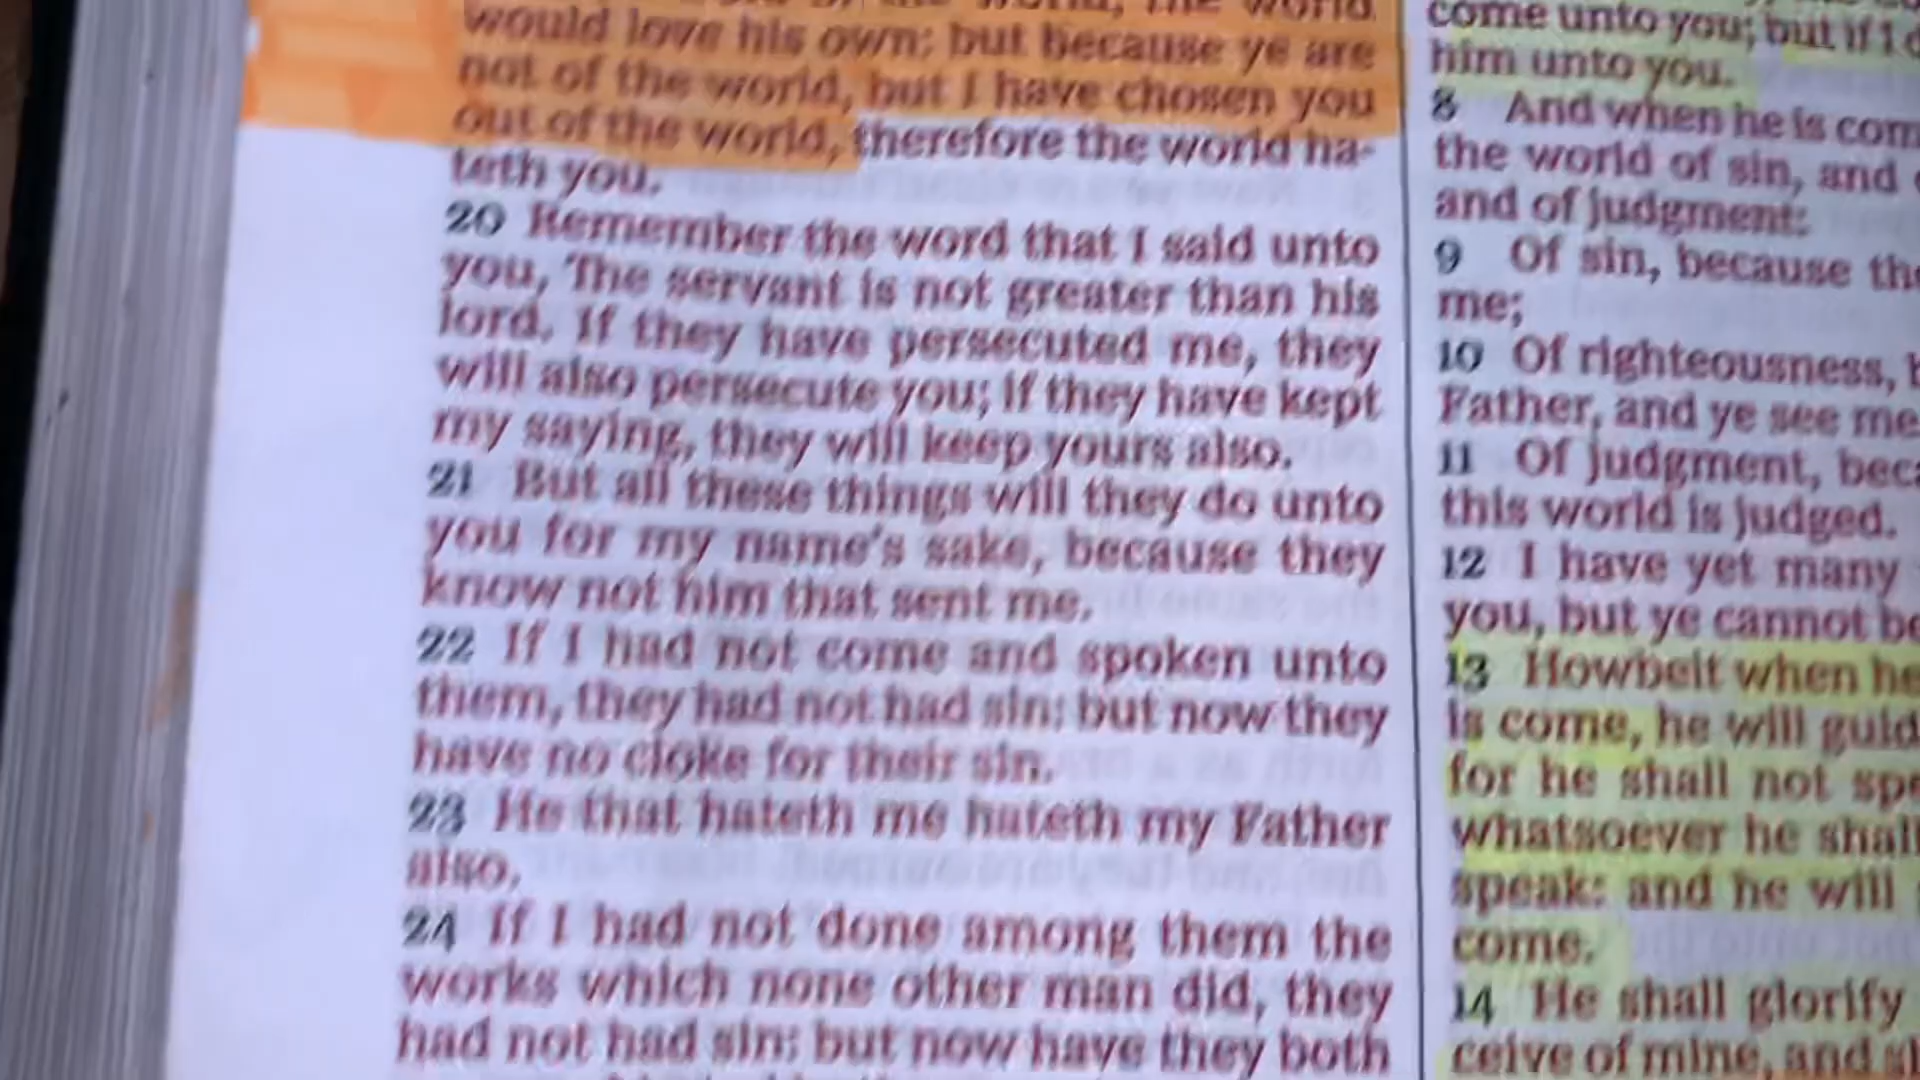 would love his own: but because ye are
not of the world, but I have chosen you
out of the world, therefore the world ha-
teth you.
20 Remember the word that I said unto
you, The servant is not greater than his
lord. If they have persecuted me, they
will also persecute you; if they have kept
my saying, they will keep yours also.
21 But all these things will they do unto
you for my name's sake, because they
know not him that sent me.
22 If I had not come and spoken unto
them, they had not had sin: but now they
have no cloke for their sin.
23 He that hateth me hateth my Father
also.
24 If I had not done among them the
works which none other man did, they
had not had sin: but now have they both
come unto you; but if I
him unto you.
8 And when he is com
the world of sin, and
and of judgment:
9 Of sin, because
me;
10 Of righteousness,
Father, and ye see me
11 Of judgment, beca
this world is judged.
12 I have yet many
you, but ye cannot
13 Howbeit when he
is come, he will guid
for he shall not spe
whatsoever he shall
speak: and he will
come.
14 He shall glorify
ceive of mine, and